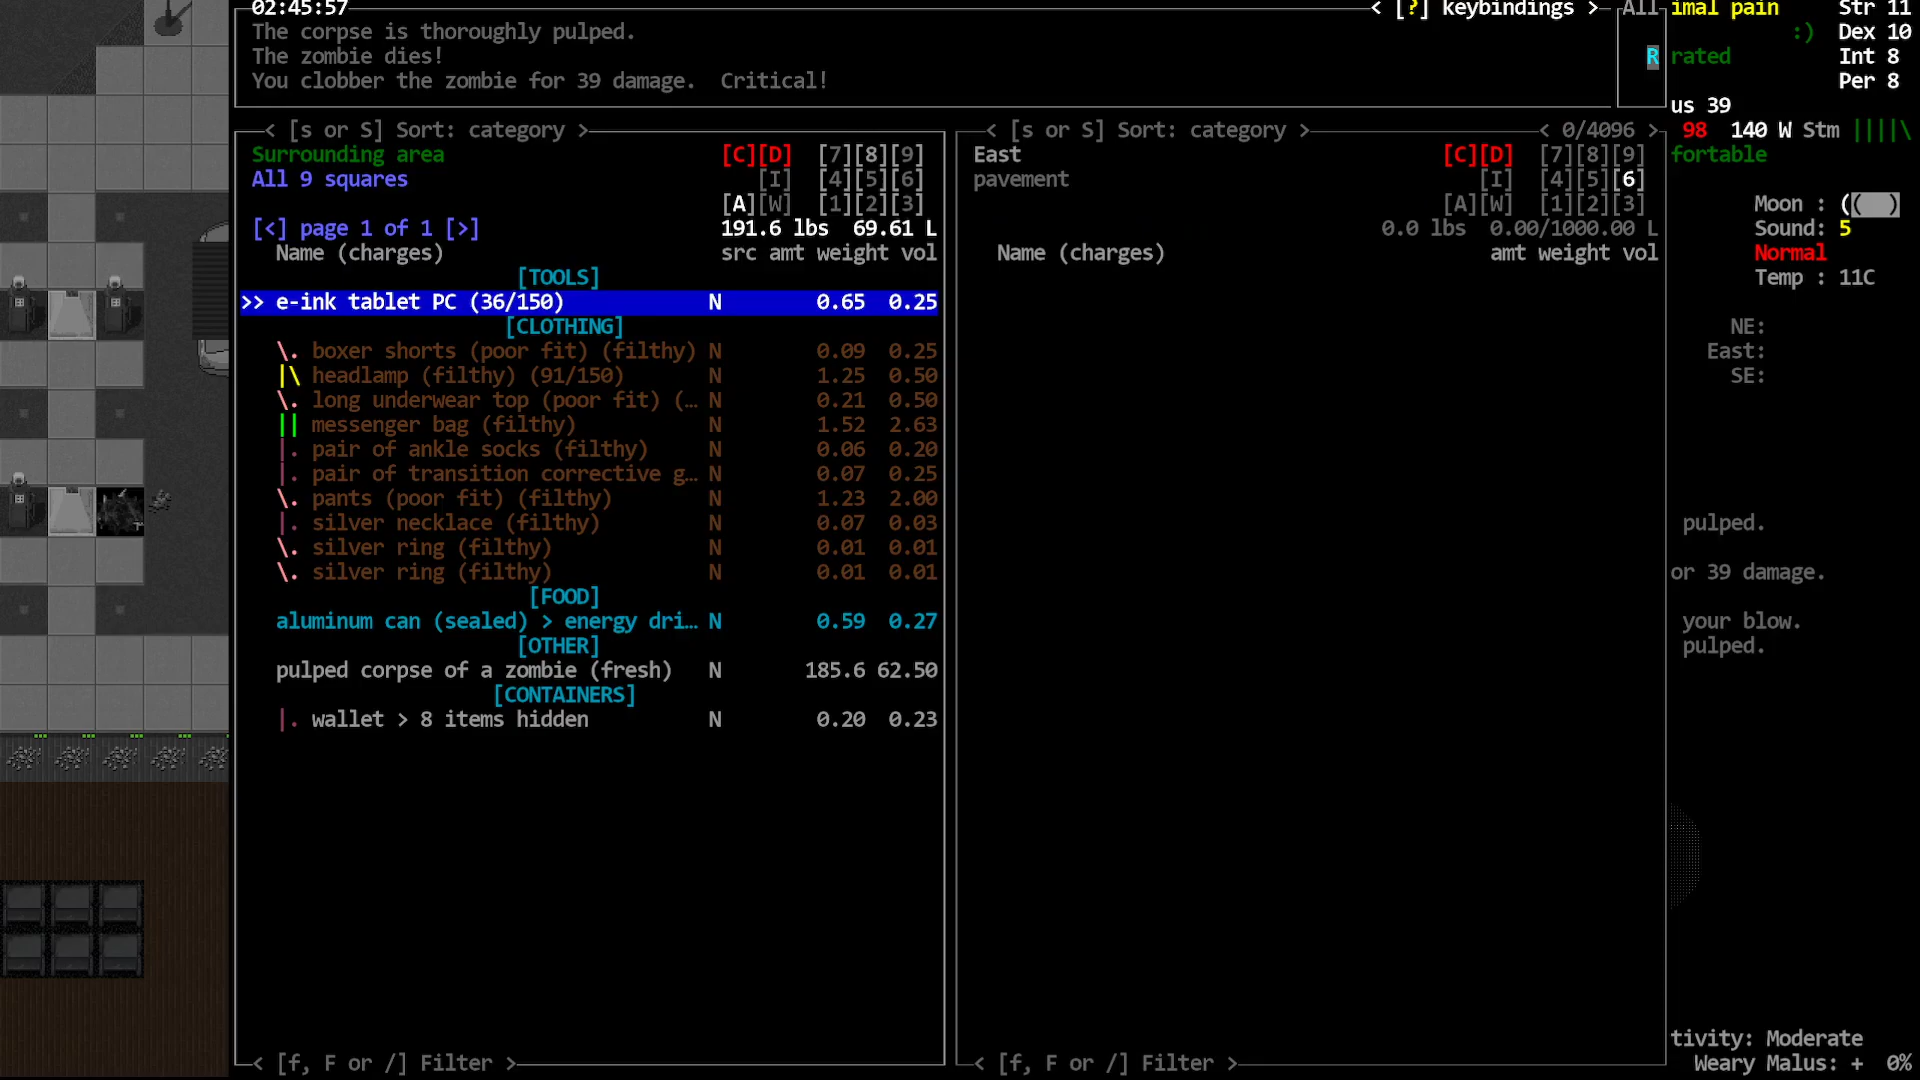 02:45:57 < [?] keybindings >
The corpse is thoroughly pulped.
The zombie dies!
You clobber the zombie for 39 damage.  Critical!
All
R
imal pain Str 11
:) Dex 10
rated Int 8
Per 8
us 39
98 140 W Stm ||||\
fortable
Moon : (( )
Sound: 5
Normal
Temp : 11C
NE:
East:
SE:
pulped.
or 39 damage.
your blow.
pulped.
tivity: Moderate
Weary Malus: + 0%
< [s or S] Sort: category >
Surrounding area [C][D] [7][8][9]
All 9 squares [I] [4][5][6]
[A][W] [1][2][3]
[<] page 1 of 1 [>] 191.6 lbs 69.61 L
Name (charges) src amt weight vol
[TOOLS]
>> e-ink tablet PC (36/150) N 0.65 0.25
[CLOTHING]
\. boxer shorts (poor fit) (filthy) N 0.09 0.25
|\ headlamp (filthy) (91/150) N 1.25 0.50
\. long underwear top (poor fit) (… N 0.21 0.50
|| messenger bag (filthy) N 1.52 2.63
|. pair of ankle socks (filthy) N 0.06 0.20
|. pair of transition corrective g… N 0.07 0.25
\. pants (poor fit) (filthy) N 1.23 2.00
|. silver necklace (filthy) N 0.07 0.03
\. silver ring (filthy) N 0.01 0.01
\. silver ring (filthy) N 0.01 0.01
[FOOD]
aluminum can (sealed) > energy dri… N 0.59 0.27
[OTHER]
pulped corpse of a zombie (fresh) N 185.6 62.50
[CONTAINERS]
|. wallet > 8 items hidden N 0.20 0.23
< [f, F or /] Filter >
< [s or S] Sort: category > < 0/4096 >
East [C][D] [7][8][9]
pavement [I] [4][5][6]
[A][W] [1][2][3]
0.0 lbs 0.00/1000.00 L
Name (charges) amt weight vol
< [f, F or /] Filter >